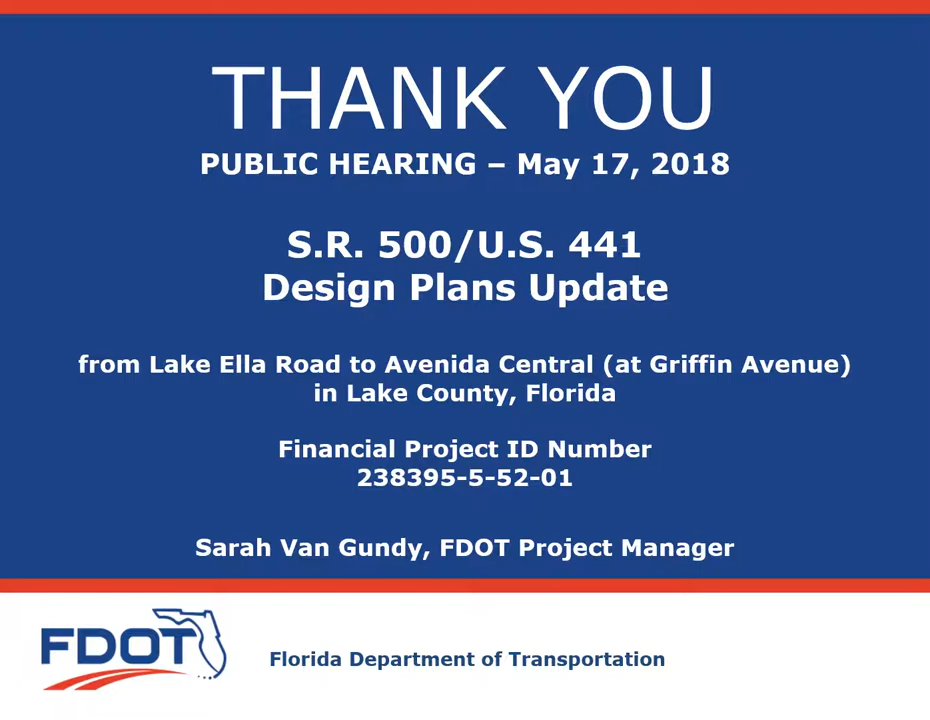 THANK YOU
PUBLIC HEARING – May 17, 2018
S.R. 500/U.S. 441
Design Plans Update
from Lake Ella Road to Avenida Central (at Griffin Avenue)
in Lake County, Florida
Financial Project ID Number
238395-5-52-01
Sarah Van Gundy, FDOT Project Manager
FDOT
Florida Department of Transportation